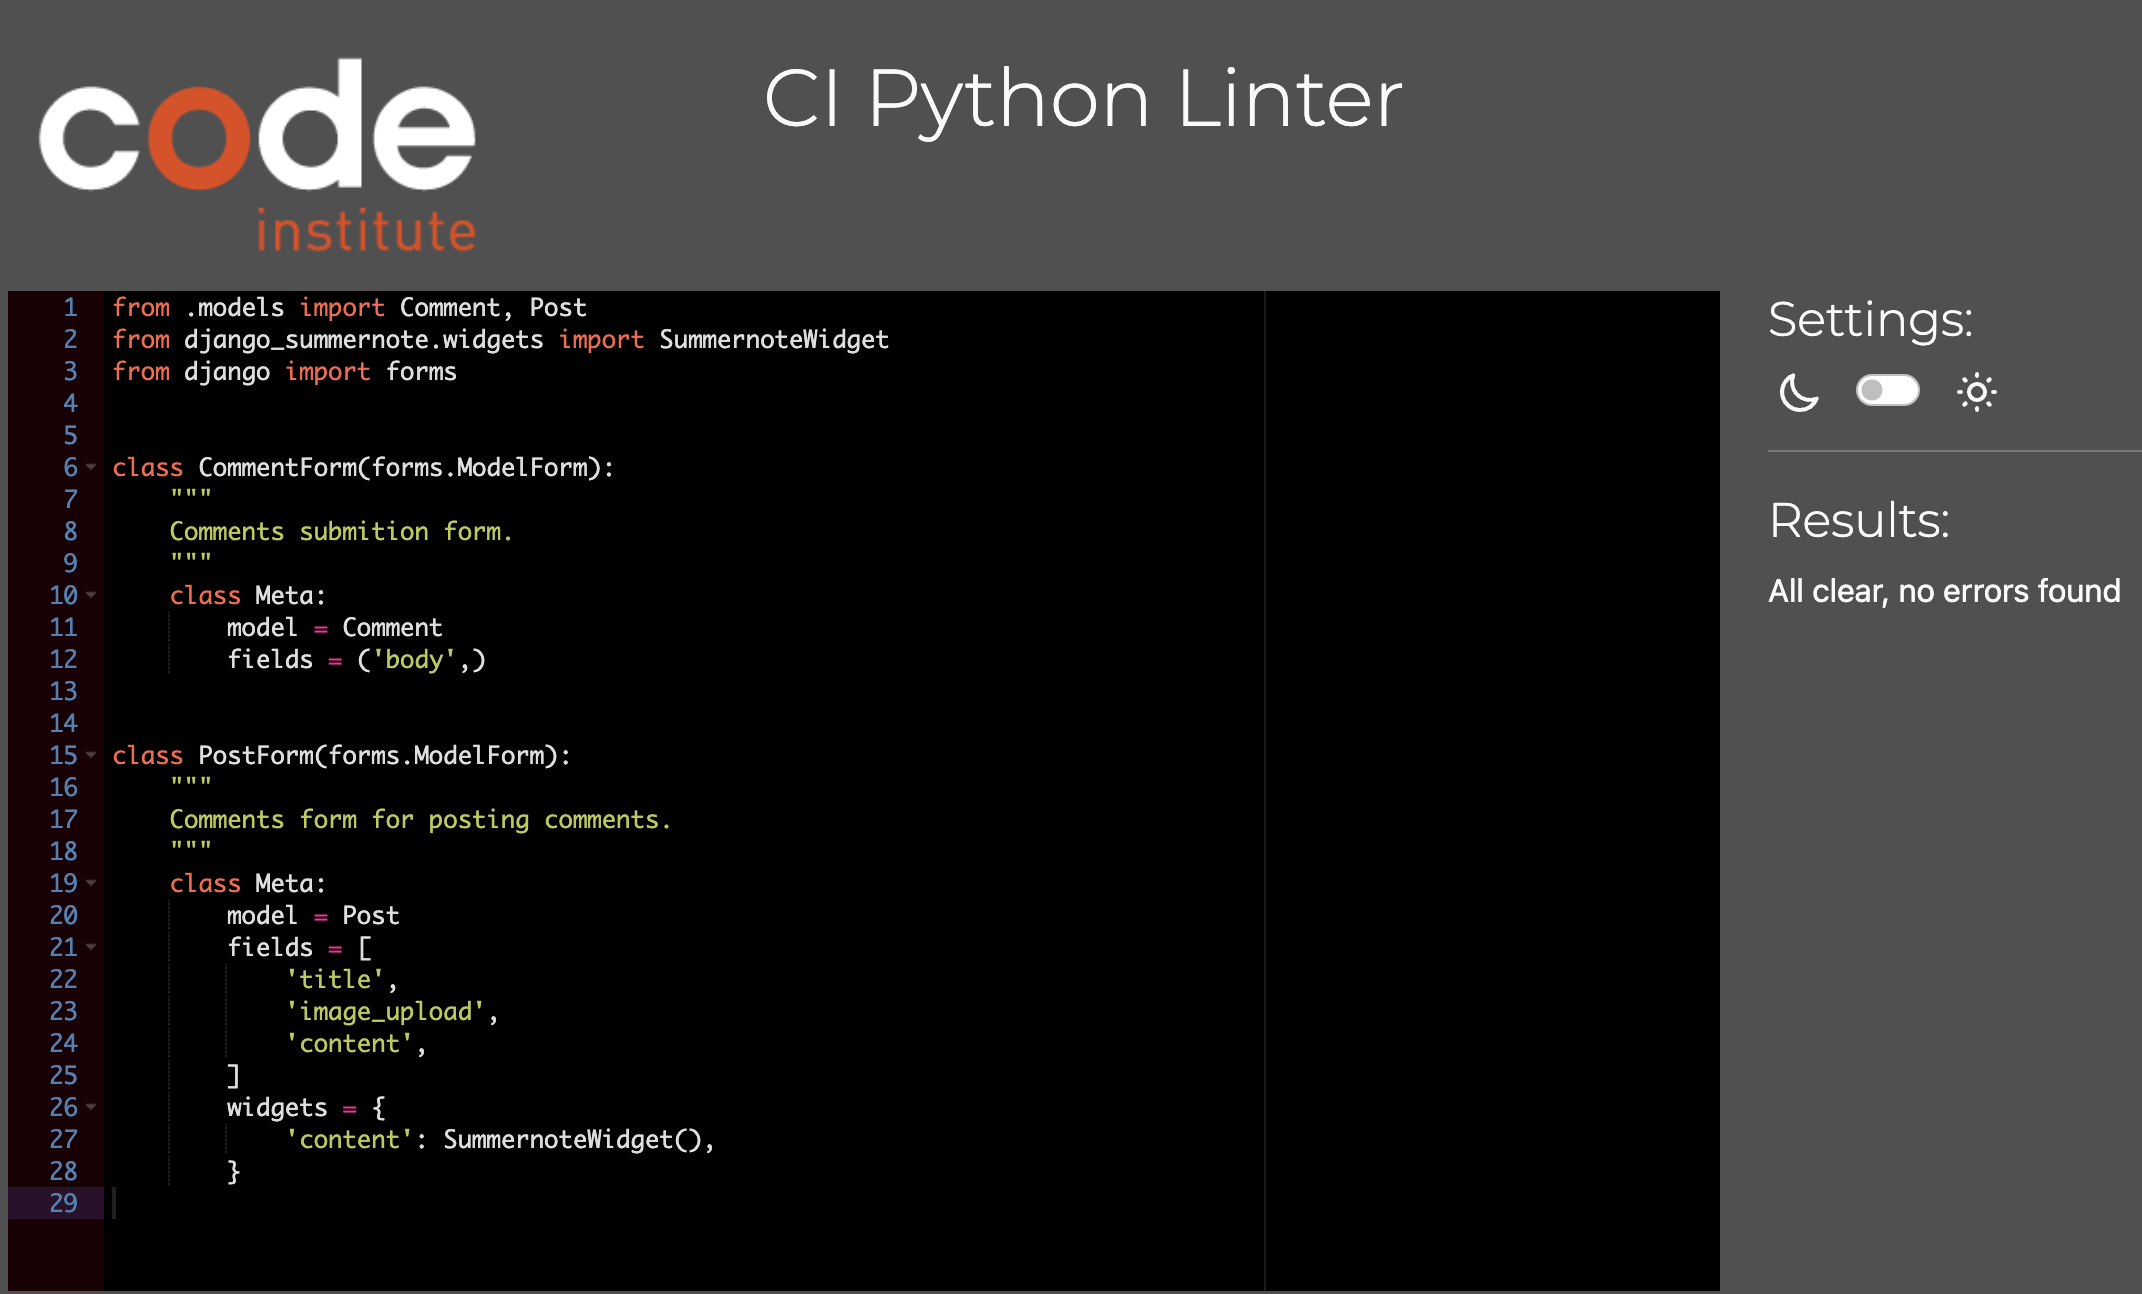 code
institute
CI Python Linter
1 from .models import Comment, Post
2 from django_summernote.widgets import SummernoteWidget
3 from django import forms
4
5
6 class CommentForm(forms.ModelForm):
7     """
8     Comments submition form.
9     """
10     class Meta:
11         model = Comment
12         fields = ('body',)
13
14
15 class PostForm(forms.ModelForm):
16     """
17     Comments form for posting comments.
18     """
19     class Meta:
20         model = Post
21         fields = [
22             'title',
23             'image_upload',
24             'content',
25         ]
26         widgets = {
27             'content': SummernoteWidget(),
28         }
29
Settings:
Results:
All clear, no errors found